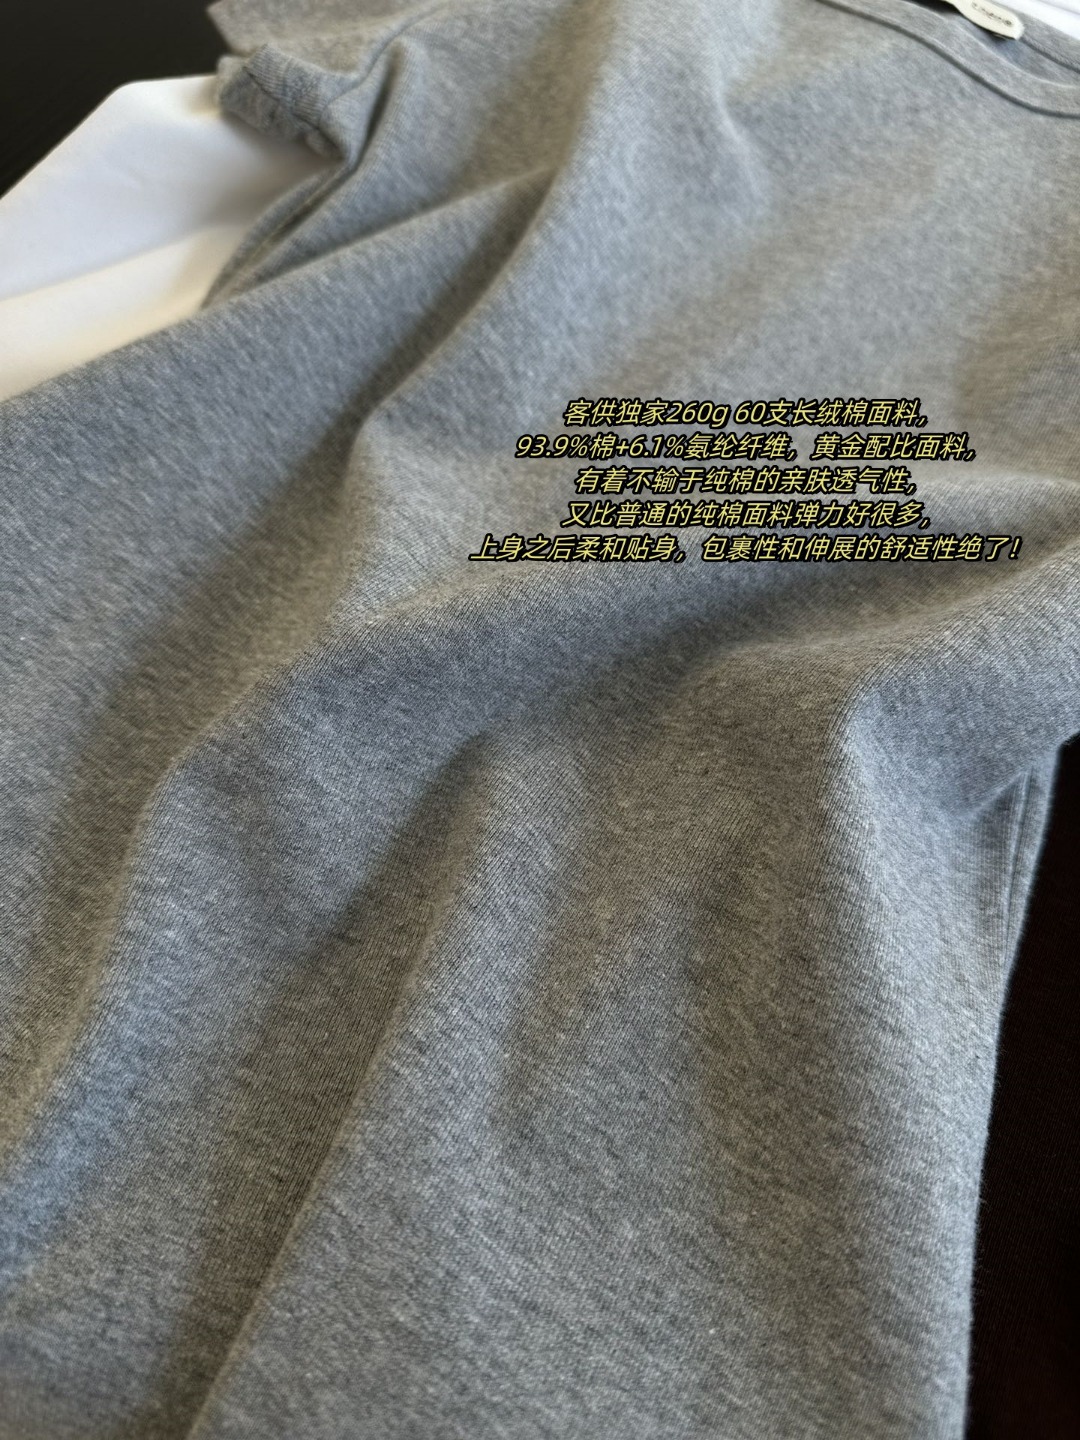 客供独家260g 60支长绒棉面料，
93.9%棉+6.1%氨纶纤维，黄金配比面料，
有着不输于纯棉的亲肤透气性，
又比普通的纯棉面料弹力好很多，
上身之后柔和贴身，包裹性和伸展的舒适性绝了！